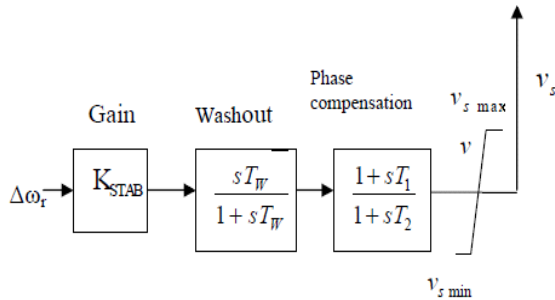 Phase
compensation
Gain
Washout
v_s max
v_s
v
Δω_r
K_STAB
sT_W
1 + sT_W
1 + sT_1
1 + sT_2
v_s min